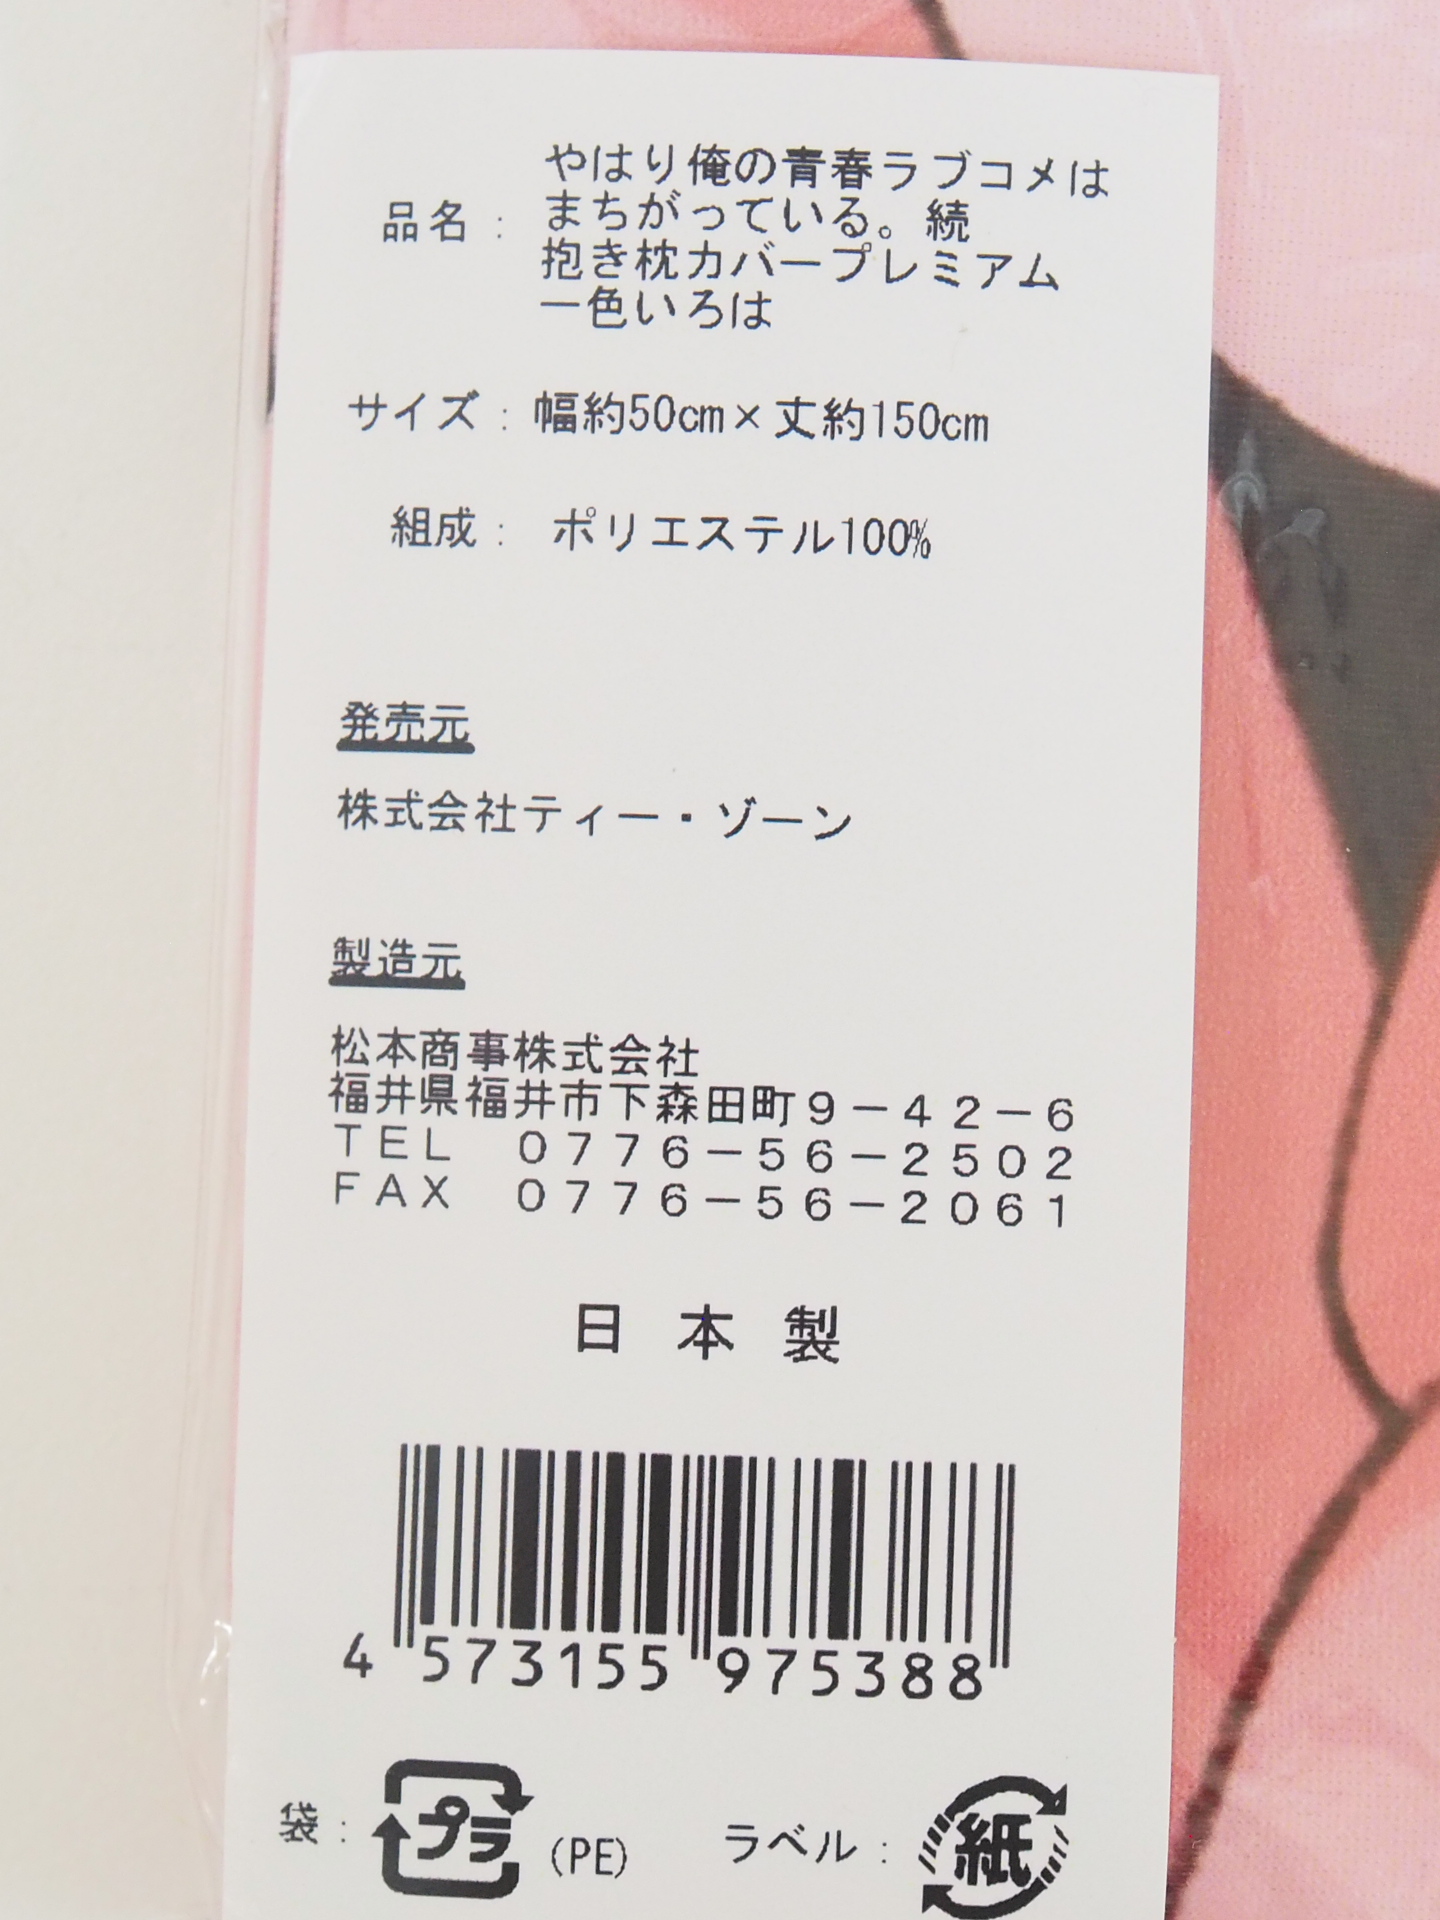 品名：
やはり俺の青春ラブコメは
まちがっている。続
抱き枕カバープレミアム
一色いろは
サイズ：幅約50cm×丈約150cm
組成：ポリエステル100%
発売元
株式会社ティー・ゾーン
製造元
松本商事株式会社
福井県福井市下森田町９－４２－６
ＴＥＬ　０７７６－５６－２５０２
ＦＡＸ　０７７６－５６－２０６１
日本製
4 573155 975388
袋：プラ(PE)　ラベル：紙